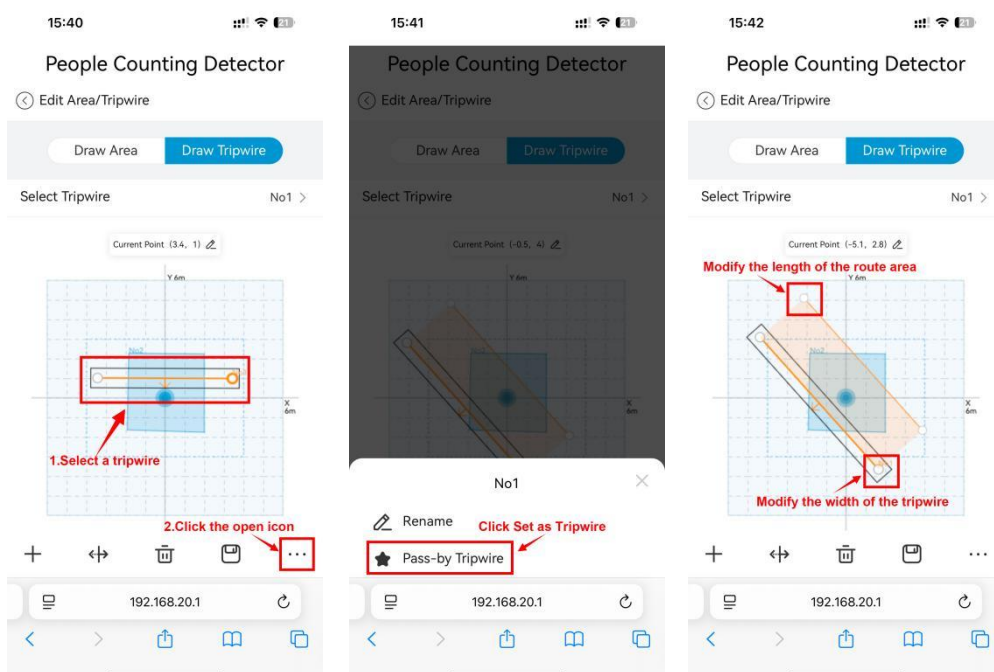 15:40
21
People Counting Detector
Edit Area/Tripwire
Draw Area
Draw Tripwire
Select Tripwire
No1 >
Current Point (3.4, 1)
Y 6m
No2
X
6m
1.Select a tripwire
2.Click the open icon
192.168.20.1
15:41
21
People Counting Detector
Edit Area/Tripwire
Draw Area
Draw Tripwire
Select Tripwire
No1 >
Current Point (-0.5, 4)
Y 6m
X
6m
No1
Rename
Click Set as Tripwire
Pass-by Tripwire
192.168.20.1
15:42
21
People Counting Detector
Edit Area/Tripwire
Draw Area
Draw Tripwire
Select Tripwire
No1 >
Current Point (-5.1, 2.8)
Modify the length of the route area
Y 6m
No2
X
6m
Modify the width of the tripwire
192.168.20.1